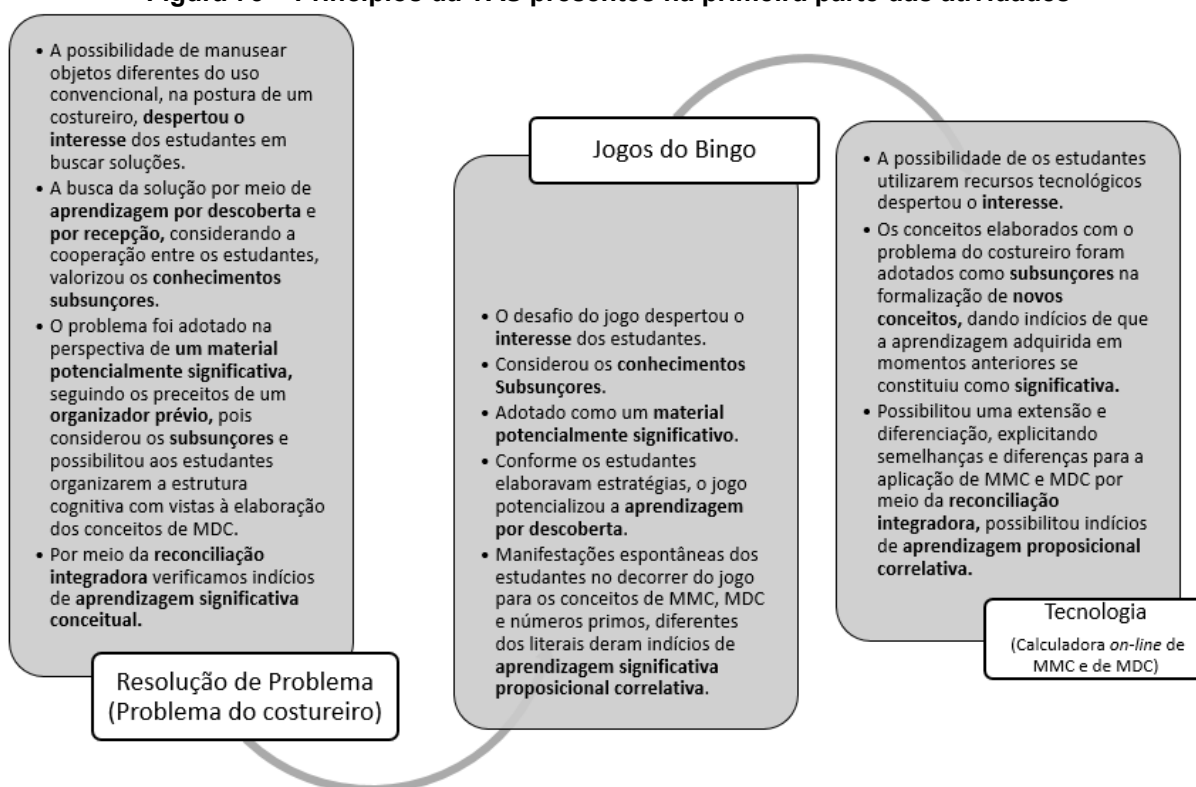 Figura – Princípios da TAS presentes na primeira parte das atividades
• A possibilidade de manusear
objetos diferentes do uso
convencional, na postura de um
costureiro, despertou o
interesse dos estudantes em
buscar soluções.
• A busca da solução por meio de
aprendizagem por descoberta e
por recepção, considerando a
cooperação entre os estudantes,
valorizou os conhecimentos
subsunçores.
• O problema foi adotado na
perspectiva de um material
potencialmente significativa,
seguindo os preceitos de um
organizador prévio, pois
considerou os subsunçores e
possibilitou aos estudantes
organizarem a estrutura
cognitiva com vistas à elaboração
dos conceitos de MDC.
• Por meio da reconciliação
integradora verificamos indícios
de aprendizagem significativa
conceitual.
Resolução de Problema
(Problema do costureiro)
Jogos do Bingo
• O desafio do jogo despertou o
interesse dos estudantes.
• Considerou os conhecimentos
Subsunçores.
• Adotado como um material
potencialmente significativo.
• Conforme os estudantes
elaboravam estratégias, o jogo
potencializou a aprendizagem
por descoberta.
• Manifestações espontâneas dos
estudantes no decorrer do jogo
para os conceitos de MMC, MDC
e números primos, diferentes
dos literais deram indícios de
aprendizagem significativa
proposicional correlativa.
• A possibilidade de os estudantes
utilizarem recursos tecnológicos
despertou o interesse.
• Os conceitos elaborados com o
problema do costureiro foram
adotados como subsunçores na
formalização de novos
conceitos, dando indícios de que
a aprendizagem adquirida em
momentos anteriores se
constituiu como significativa.
• Possibilitou uma extensão e
diferenciação, explicitando
semelhanças e diferenças para a
aplicação de MMC e MDC por
meio da reconciliação
integradora, possibilitou indícios
de aprendizagem proposicional
correlativa.
Tecnologia
(Calculadora on-line de
MMC e de MDC)